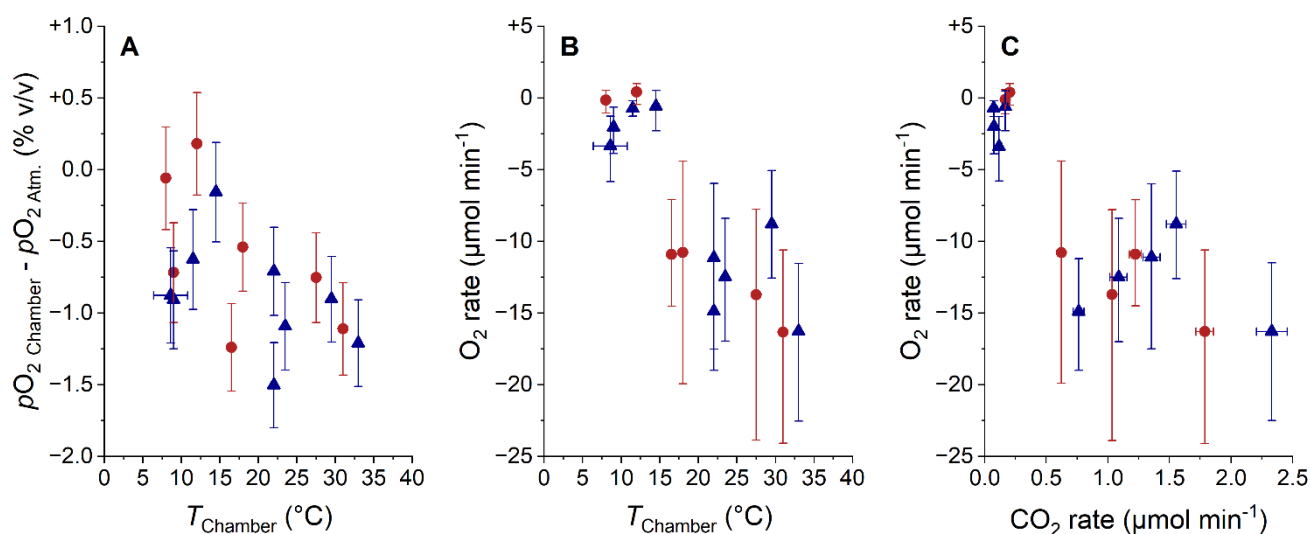 A
+1.0
+0.5
0.0
−0.5
−1.0
−1.5
−2.0
pO2 Chamber - pO2 Atm. (% v/v)
0 5 10 15 20 25 30 35 40
TChamber (°C)
B
+5
0
−5
−10
−15
−20
−25
O2 rate (µmol min−1)
0 5 10 15 20 25 30 35 40
TChamber (°C)
C
+5
0
−5
−10
−15
−20
−25
O2 rate (µmol min−1)
0.0 0.5 1.0 1.5 2.0 2.5
CO2 rate (µmol min−1)